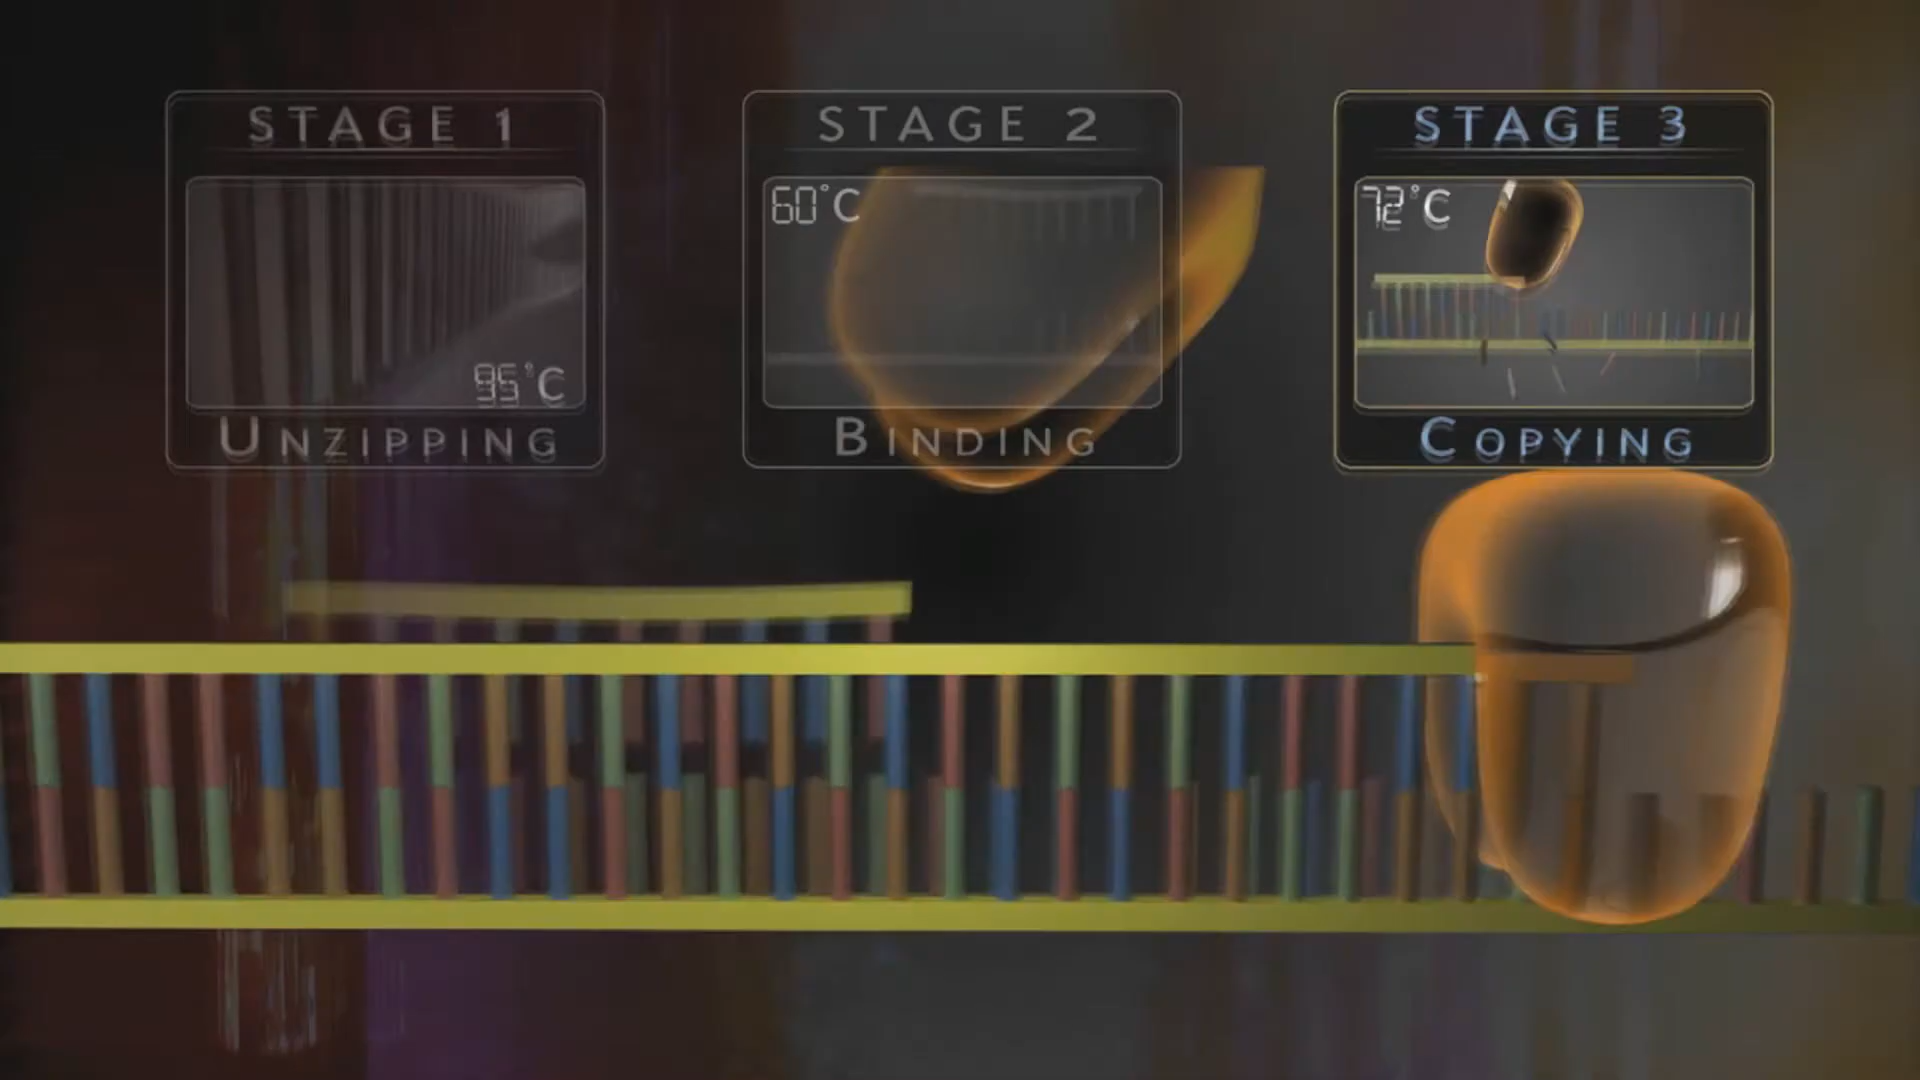 STAGE 1
95°C
UNZIPPING
STAGE 2
60°C
BINDING
STAGE 3
72°C
COPYING